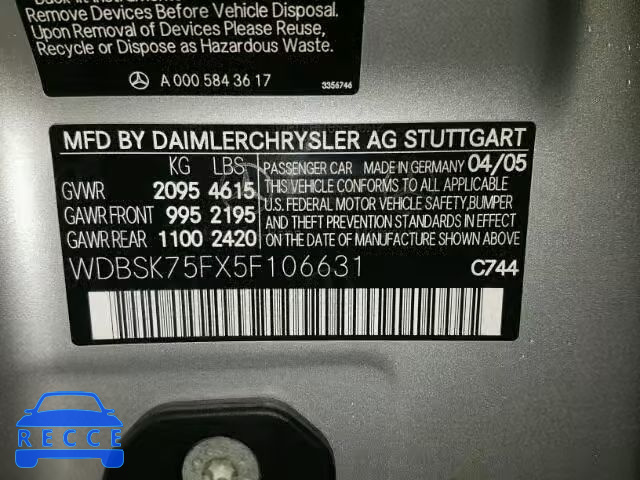 Remove Devices Before Vehicle Disposal.
Upon Removal of Devices Please Reuse,
Recycle or Dispose as Hazardous Waste.
A 000 584 36 17
3356746
MFD BY DAIMLERCHRYSLER AG STUTTGART
KG LBS PASSENGER CAR MADE IN GERMANY 04/05
GVWR 2095 4615 THIS VEHICLE CONFORMS TO ALL APPLICABLE
U.S. FEDERAL MOTOR VEHICLE SAFETY,BUMPER
GAWR FRONT 995 2195 AND THEFT PREVENTION STANDARDS IN EFFECT
GAWR REAR 1100 2420 ON THE DATE OF MANUFACTURE SHOWN ABOVE.
WDBSK75FX5F106631 C744
RECCE